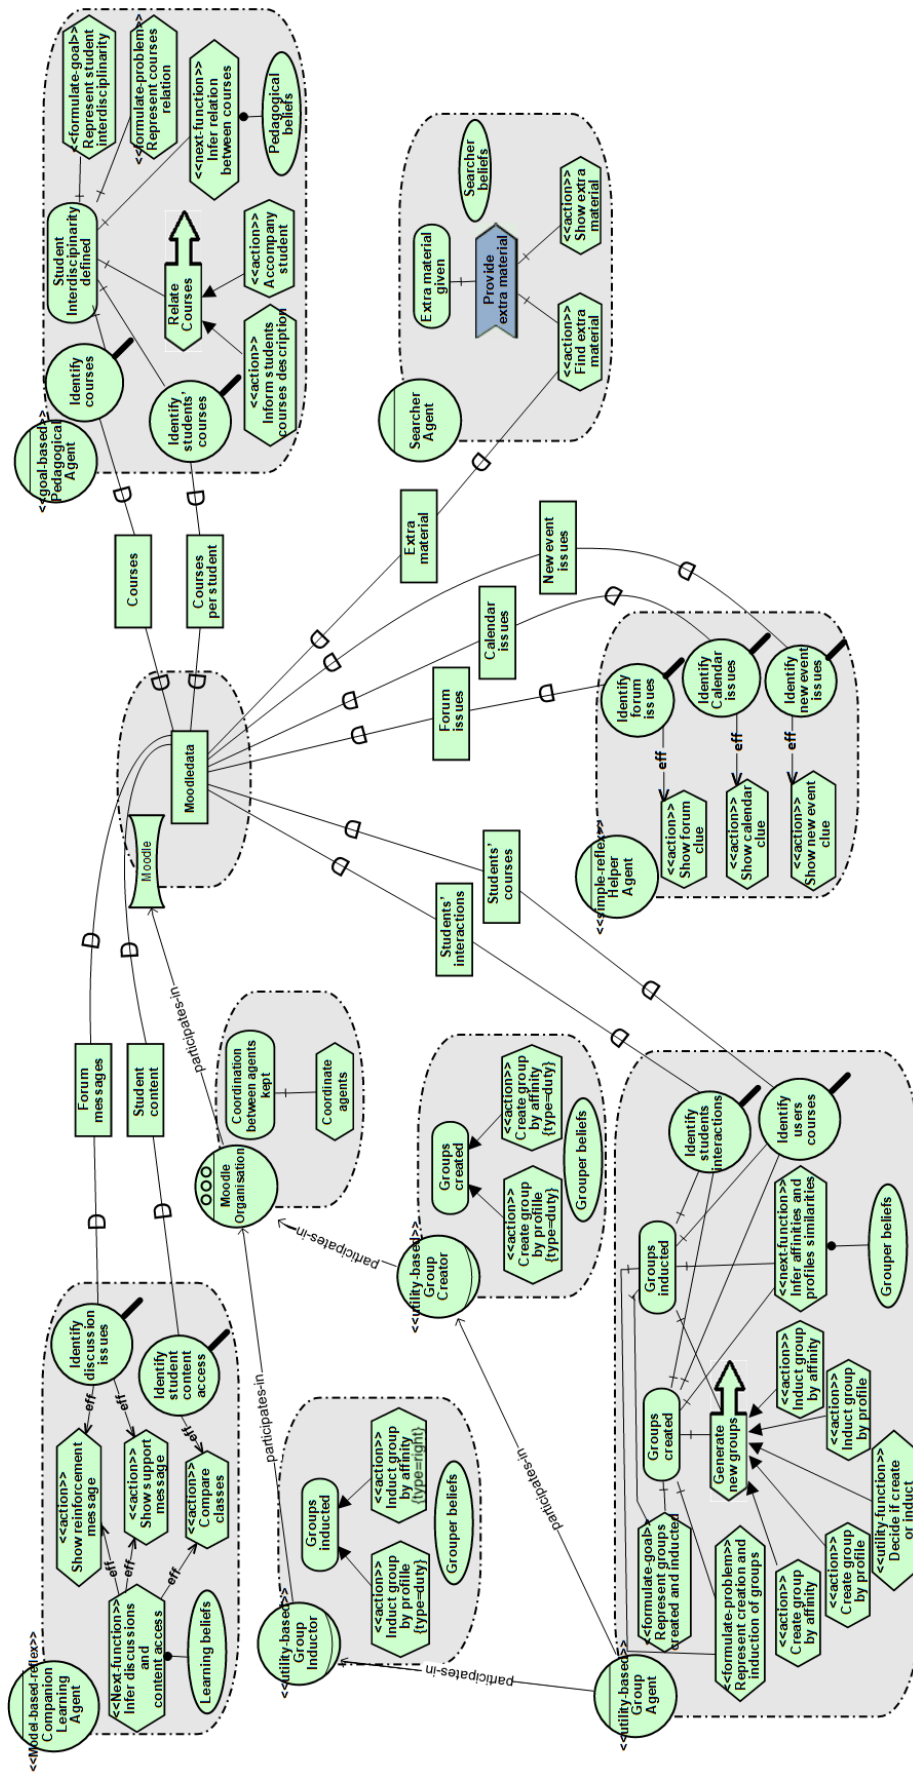 <<Model-based-reflex>>
Companion
Learning
Agent
<<Next-function>>
Infer discussions
and
content access
Learning beliefs
<<action>>
Show reinforcement
message
<<action>>
Show support
message
<<action>>
Compare
classes
eff
eff
eff
eff
eff
eff
Identify
discussion
issues
Identify
student
content
access
D
D
Forum
messages
Student
content
D
D
Moodle
Moodledata
participates-in
Moodle
Organisation
Coordination
between agents
kept
Coordinate
agents
D
D
Courses
Courses
per student
D
D
<<goal-based>>
Pedagogical
Agent
Identify
courses
Identify
students'
courses
Student
Interdisciplinarity
defined
<<formulate-goal>>
Represent student
interdisciplinarity
<<formulate-problem>>
Represent courses
relation
<<next-function>>
Infer relation
between courses
Pedagogical
beliefs
Relate
Courses
<<action>>
Inform students
courses description
<<action>>
Accompany
student
<<utility-based>>
Group
Inductor
Groups
inducted
<<action>>
Induct group
by profille
{type=duty}
<<action>>
Induct group
by affinity
{type=right}
Grouper beliefs
participates-in
<<utility-based>>
Group
Creator
participates-in
Groups
created
<<action>>
Create group
by profille
{type=duty}
<<action>>
Create group
by affinity
{type=duty}
Grouper beliefs
participates-in
participates-in
D
D
D
D
D
D
Students'
interactions
Students'
courses
Forum
issues
Calendar
issues
New event
issues
Extra
material
D
D
D
D
D
D
Searcher
Agent
Extra material
given
Searcher
beliefs
Provide
extra material
<<action>>
Find extra
material
<<action>>
Show extra
material
<<simple-reflex>>
Helper
Agent
<<action>>
Show forum
clue
<<action>>
Show calendar
clue
<<action>>
Show new event
clue
eff
eff
eff
Identify
forum
issues
Identify
Calendar
issues
Identify
new event
issues
<<utility-based>>
Group
Agent
<<formulate-goal>>
Represent groups
created and inducted
<<formulate-problem>>
Represent creation and
induction of groups
Groups
created
Groups
inducted
Identify
students
interactions
Identify
users
courses
Generate
new groups
<<next-function>>
Infer affinities and
profiles similarities
Grouper beliefs
<<action>>
Create group
by affinity
<<action>>
Create group
by profile
<<utility-function>>
Decide if create
or induct
<<action>>
Induct group
by affinity
<<action>>
Induct group
by profile